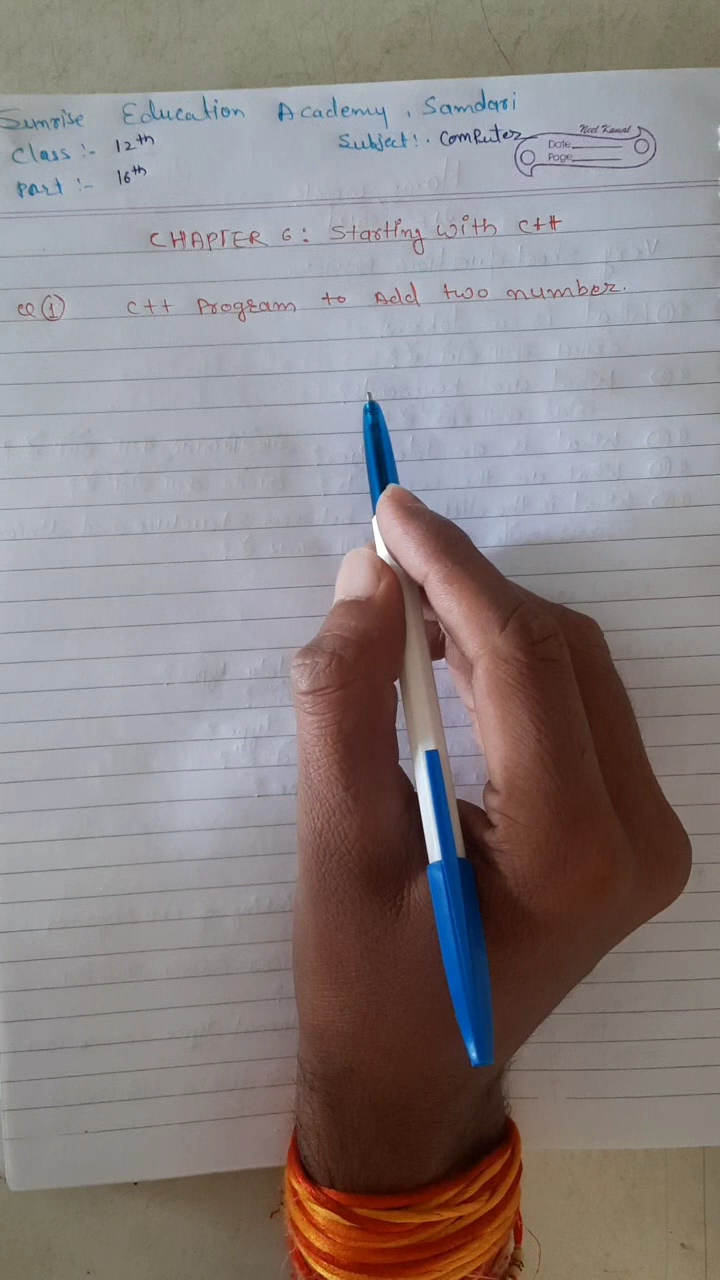 Sunrise Education Academy, Samdari
Class :- 12th Subject :- Computer
Part :- 16th
Neel Kamal
Date
Page
CHAPTER 6: Starting with C++
Q(1) C++ Program to Add two number.